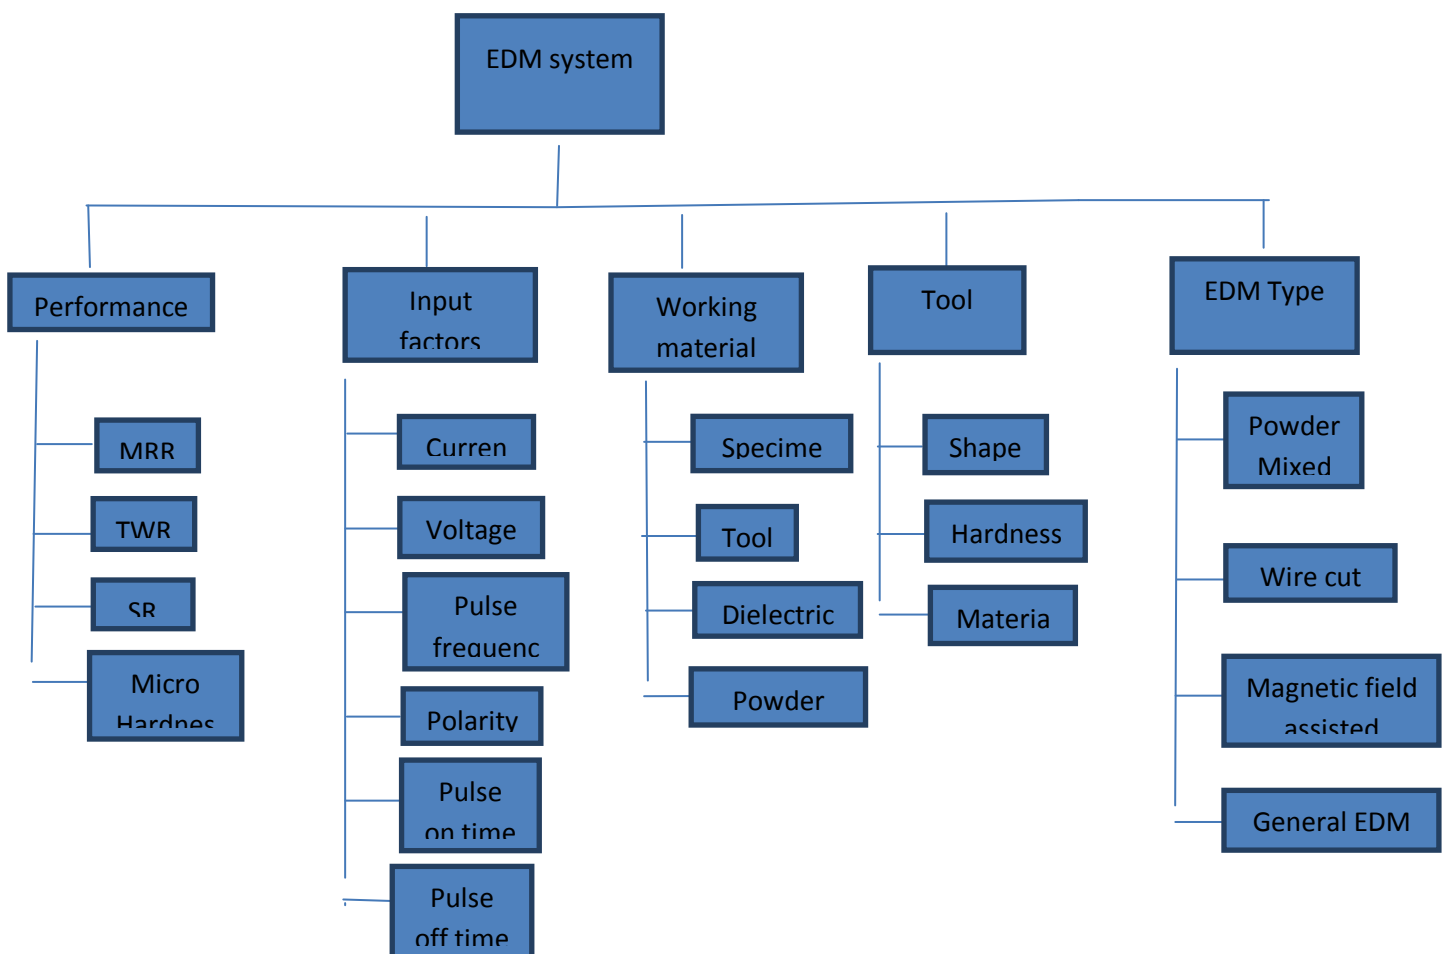 EDM system
Performance
Input
factors
Working
material
Tool
EDM Type
MRR
TWR
SR
Micro
Hardnes
Curren
Voltage
Pulse
frequenc
Polarity
Pulse
on time
Pulse
off time
Specime
Tool
Dielectric
Powder
Shape
Hardness
Materia
Powder
Mixed
Wire cut
Magnetic field
assisted
General EDM